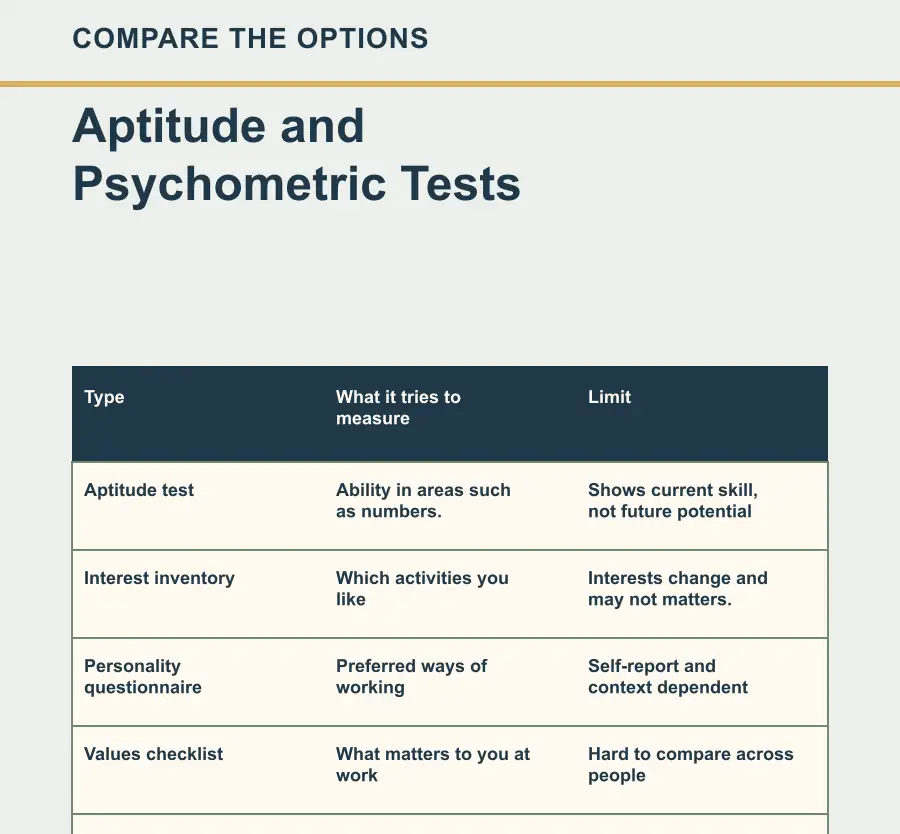 COMPARE THE OPTIONS
Aptitude and
Psychometric Tests
Type
What it tries to
measure
Limit
Aptitude test
Ability in areas such
as numbers.
Shows current skill,
not future potential
Interest inventory
Which activities you
like
Interests change and
may not matters.
Personality
questionnaire
Preferred ways of
working
Self-report and
context dependent
Values checklist
What matters to you at
work
Hard to compare across
people